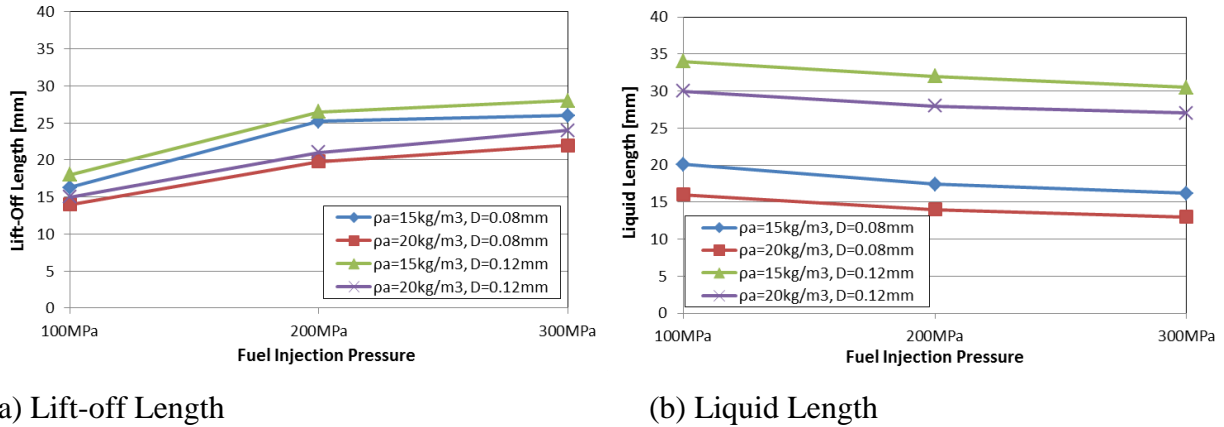 40
35
30
25
20
15
10
5
0
Lift-Off Length [mm]
100MPa
200MPa
300MPa
Fuel Injection Pressure
ρa=15kg/m3, D=0.08mm
ρa=20kg/m3, D=0.08mm
ρa=15kg/m3, D=0.12mm
ρa=20kg/m3, D=0.12mm
a) Lift-off Length
40
35
30
25
20
15
10
5
0
Liquid Length [mm]
100MPa
200MPa
300MPa
Fuel Injection Pressure
ρa=15kg/m3, D=0.08mm
ρa=20kg/m3, D=0.08mm
ρa=15kg/m3, D=0.12mm
ρa=20kg/m3, D=0.12mm
(b) Liquid Length